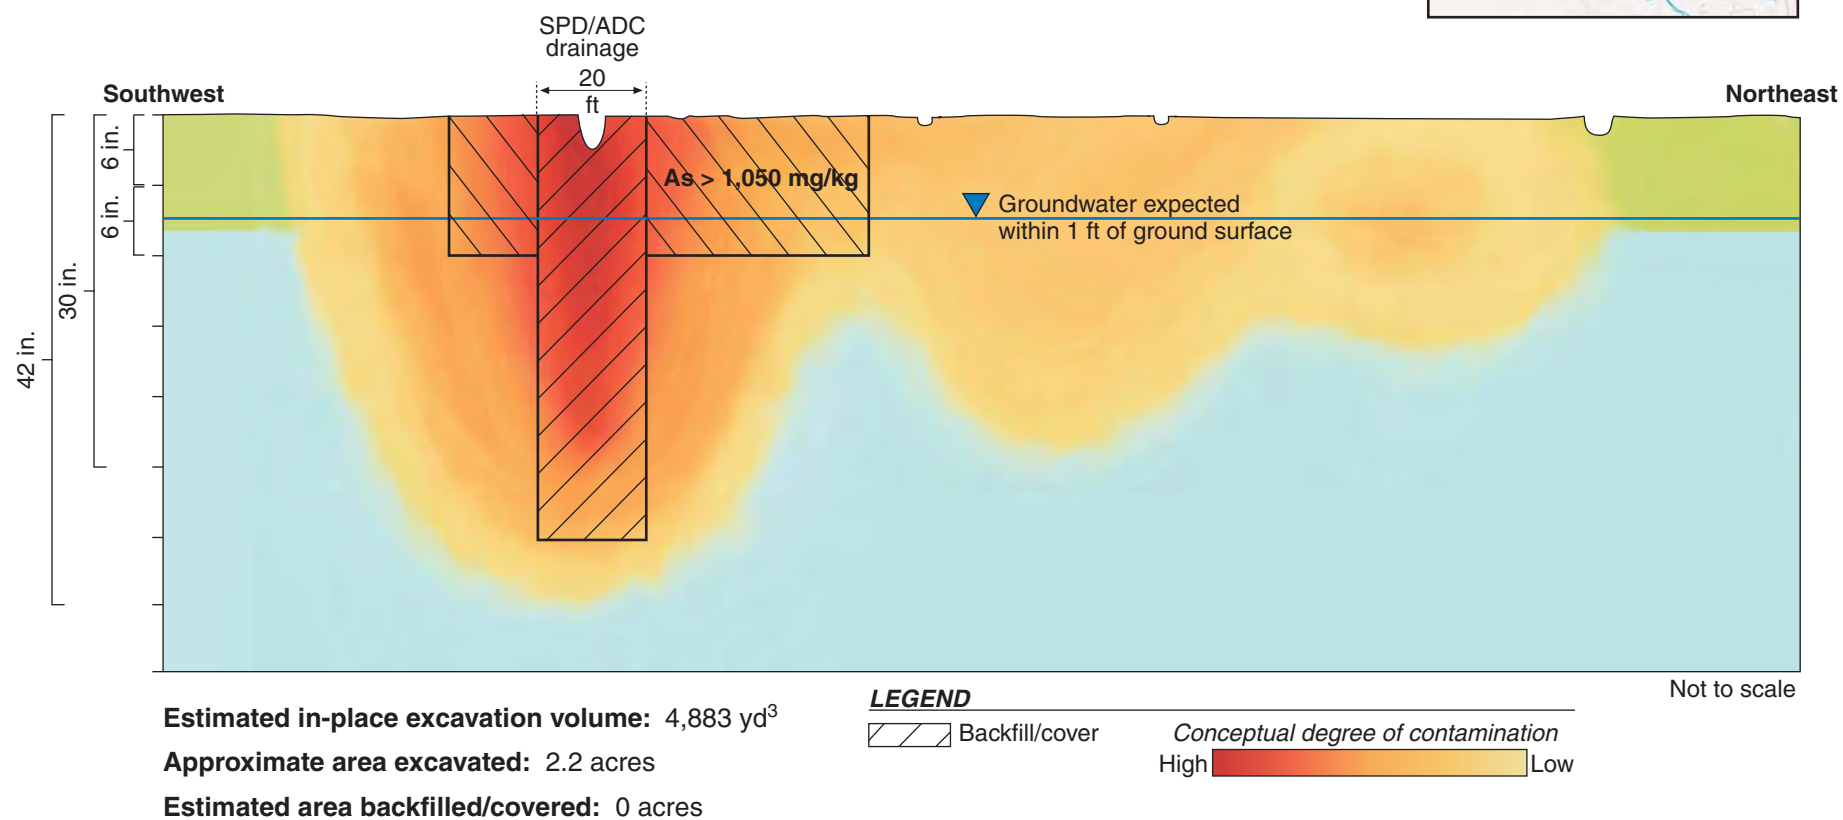 SPD/ADC
drainage
20
ft
Southwest
Northeast
6 in.
6 in.
30 in.
42 in.
As > 1,050 mg/kg
Groundwater expected
within 1 ft of ground surface
Not to scale
Estimated in-place excavation volume: 4,883 yd³
Approximate area excavated: 2.2 acres
Estimated area backfilled/covered: 0 acres
LEGEND
Backfill/cover
Conceptual degree of contamination
High
Low